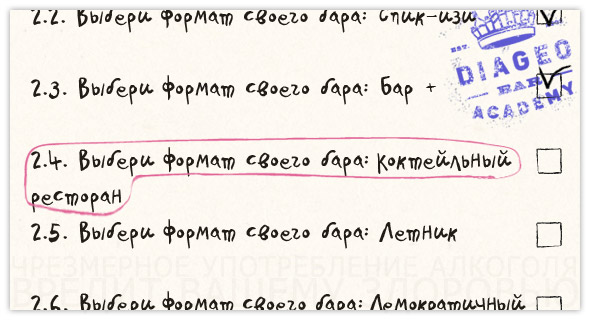 2.2. Выбери формат своего бара: Спик-изи
EST.
DIAGEO
BAR
ACADEMY
2.3. Выбери формат своего бара: Бар +
2.4. Выбери формат своего бара: Коктейльный
ресторан
2.5. Выбери формат своего бара: Летник
ЧРЕЗМЕРНОЕ УПОТРЕБЛЕНИЕ АЛКОГОЛЯ
ВРЕДИТ ВАШЕМУ ЗДОРОВЬЮ
2.6. Выбери формат своего бара: Демократичный